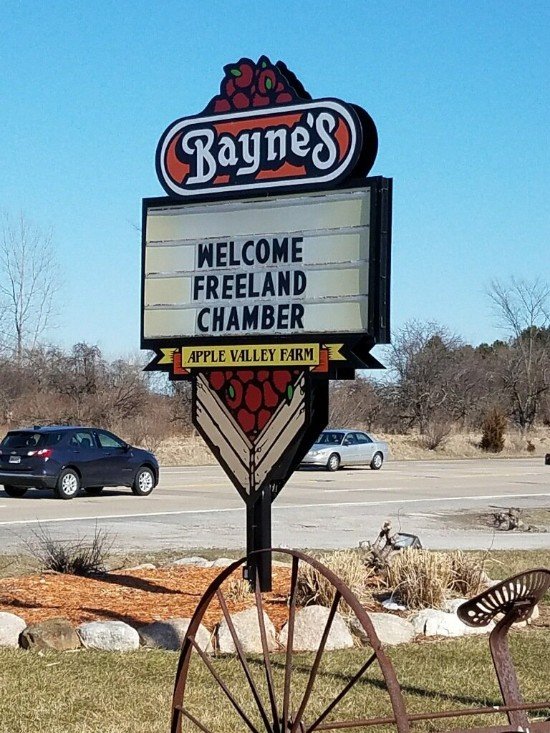 Bayne's
WELCOME
FREELAND
CHAMBER
APPLE VALLEY FARM